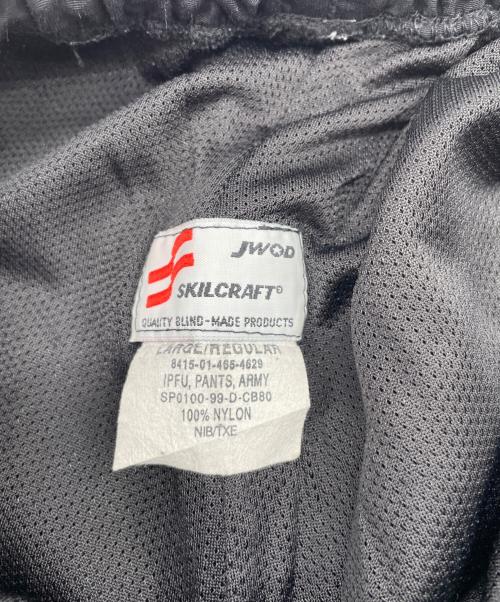 JWOD
SKILCRAFT®
QUALITY BLIND-MADE PRODUCTS
LARGE/REGULAR
8415-01-465-4629
IPFU, PANTS, ARMY
SP0100-99-D-CB80
100% NYLON
NIB/TXE